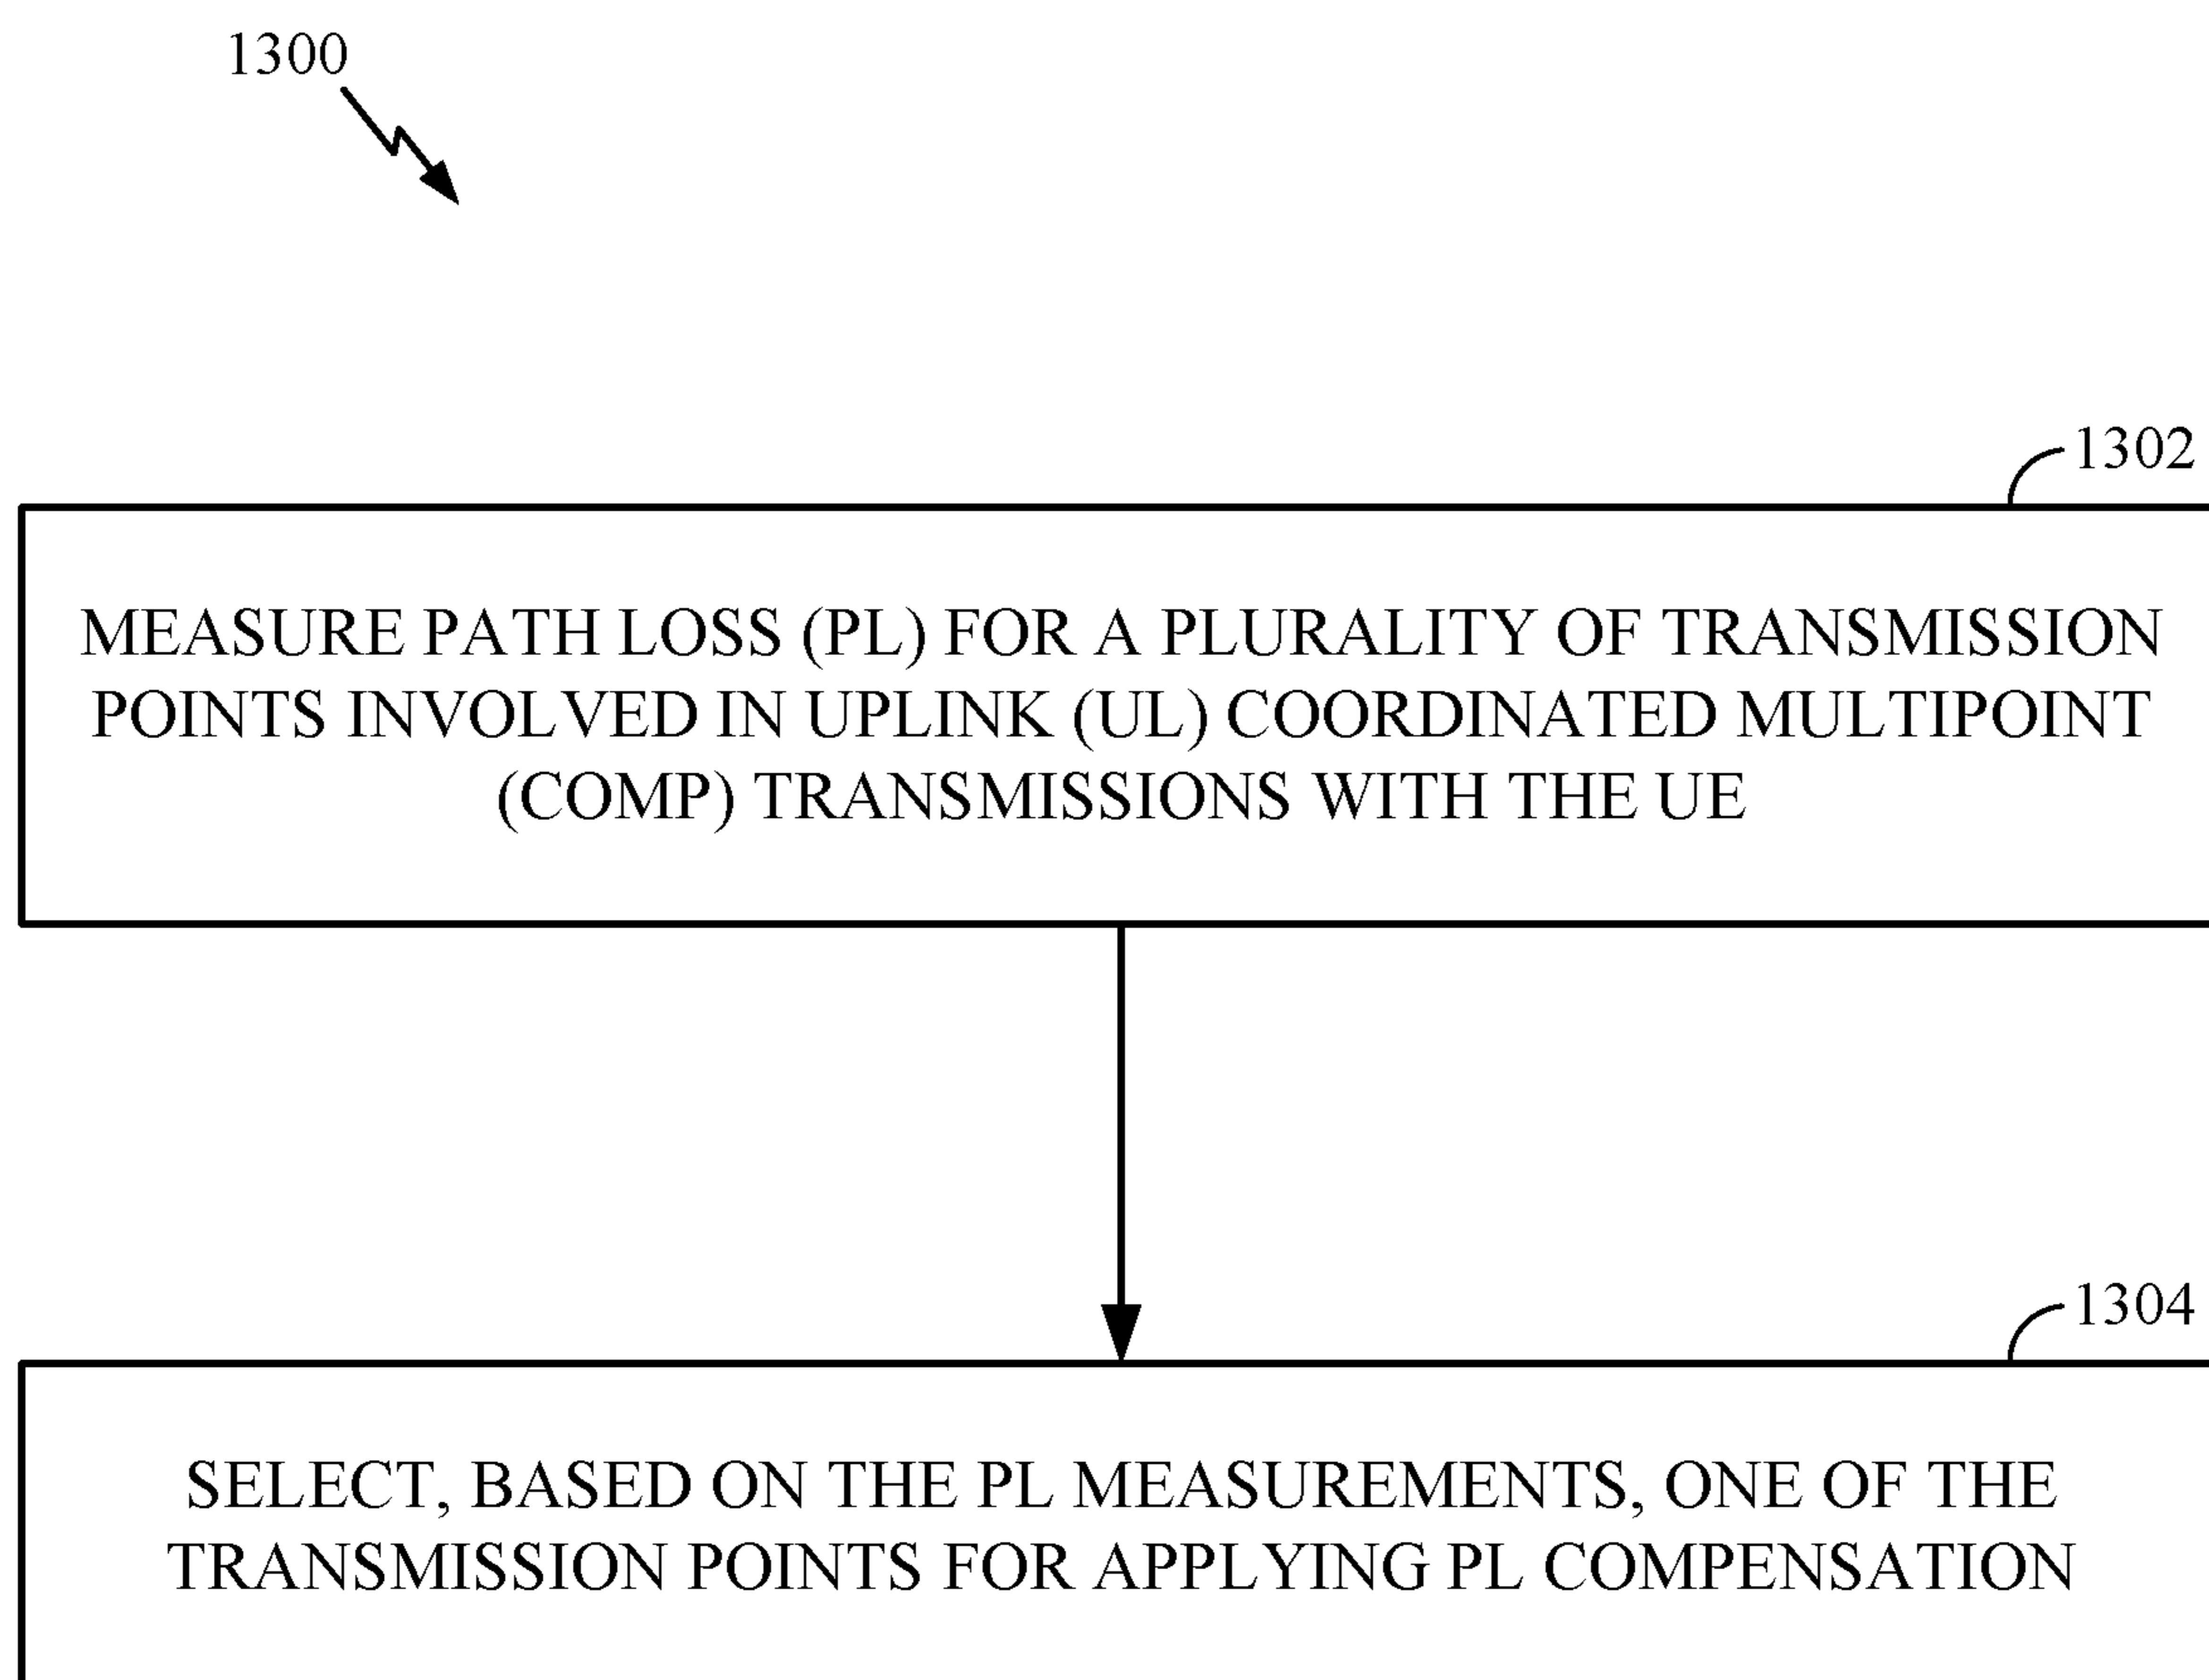 1300
1302
MEASURE PATH LOSS (PL) FOR A PLURALITY OF TRANSMISSION
POINTS INVOLVED IN UPLINK (UL) COORDINATED MULTIPOINT
(COMP) TRANSMISSIONS WITH THE UE
1304
SELECT, BASED ON THE PL MEASUREMENTS, ONE OF THE
TRANSMISSION POINTS FOR APPLYING PL COMPENSATION